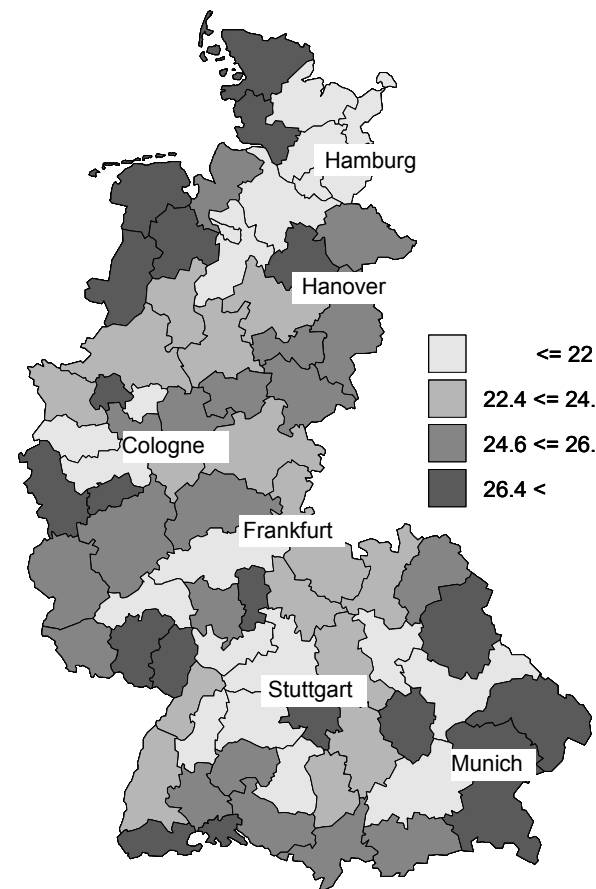 Hamburg
Hanover
<= 22
22.4 <= 24.
Cologne
24.6 <= 26.
26.4 <
Frankfurt
Stuttgart
Munich